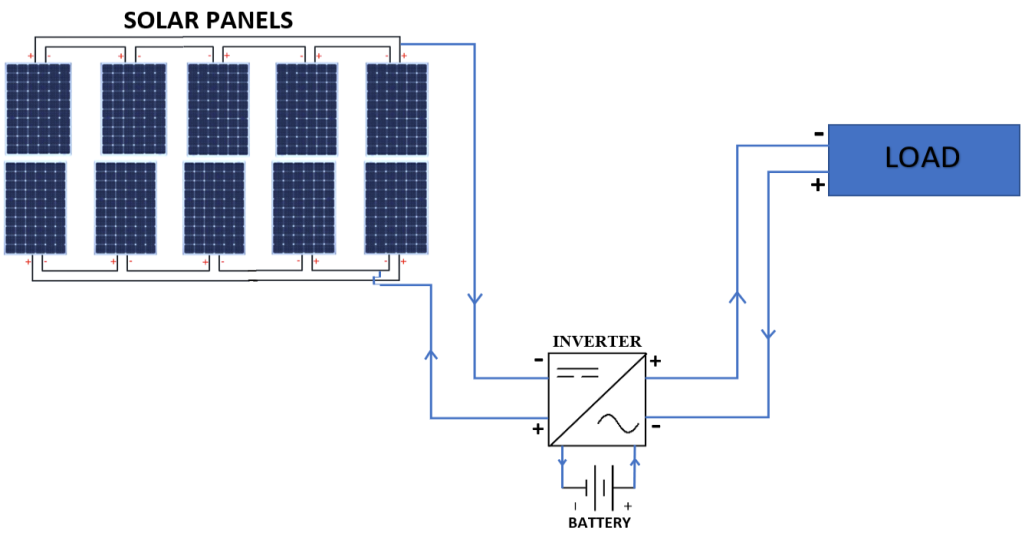 SOLAR PANELS
+ - + - - + - + - +
- LOAD
+
+ - + - - + + - - +
INVERTER
- +
+ -
- +
BATTERY